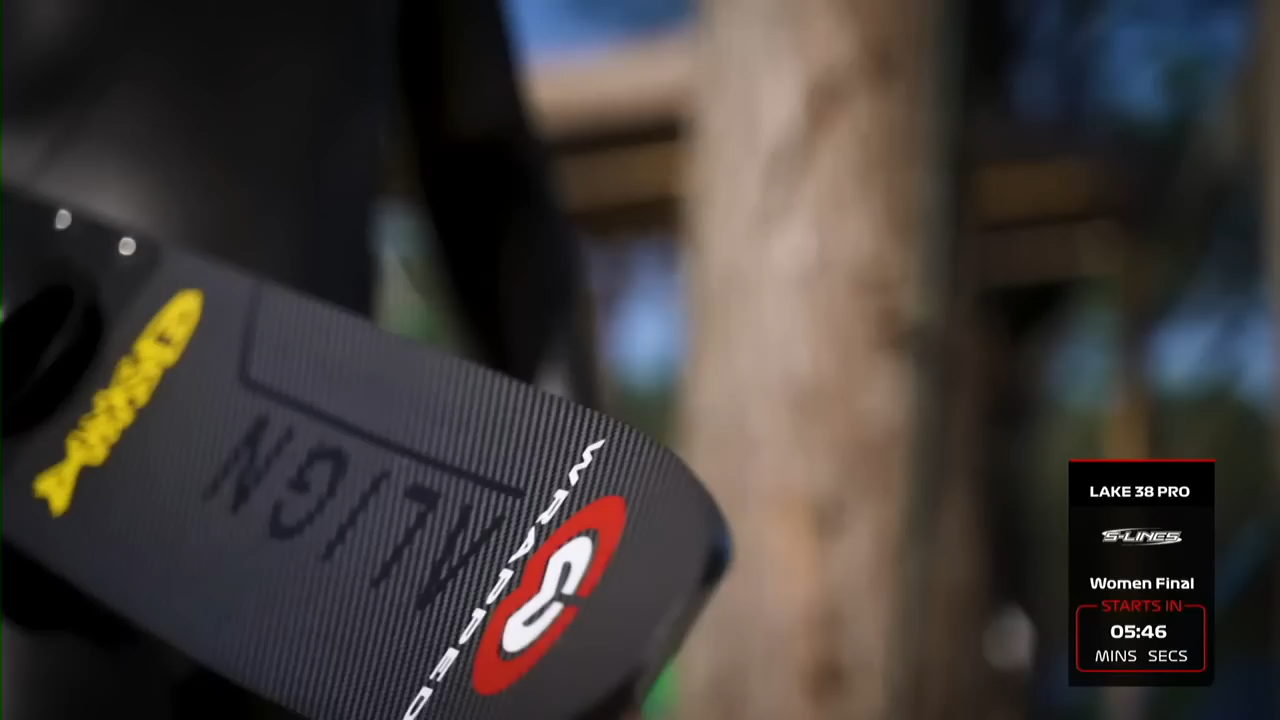 ALIGN
WRAPPED
LAKE 38 PRO
S-LINES
Women Final
STARTS IN
05:46
MINS SECS